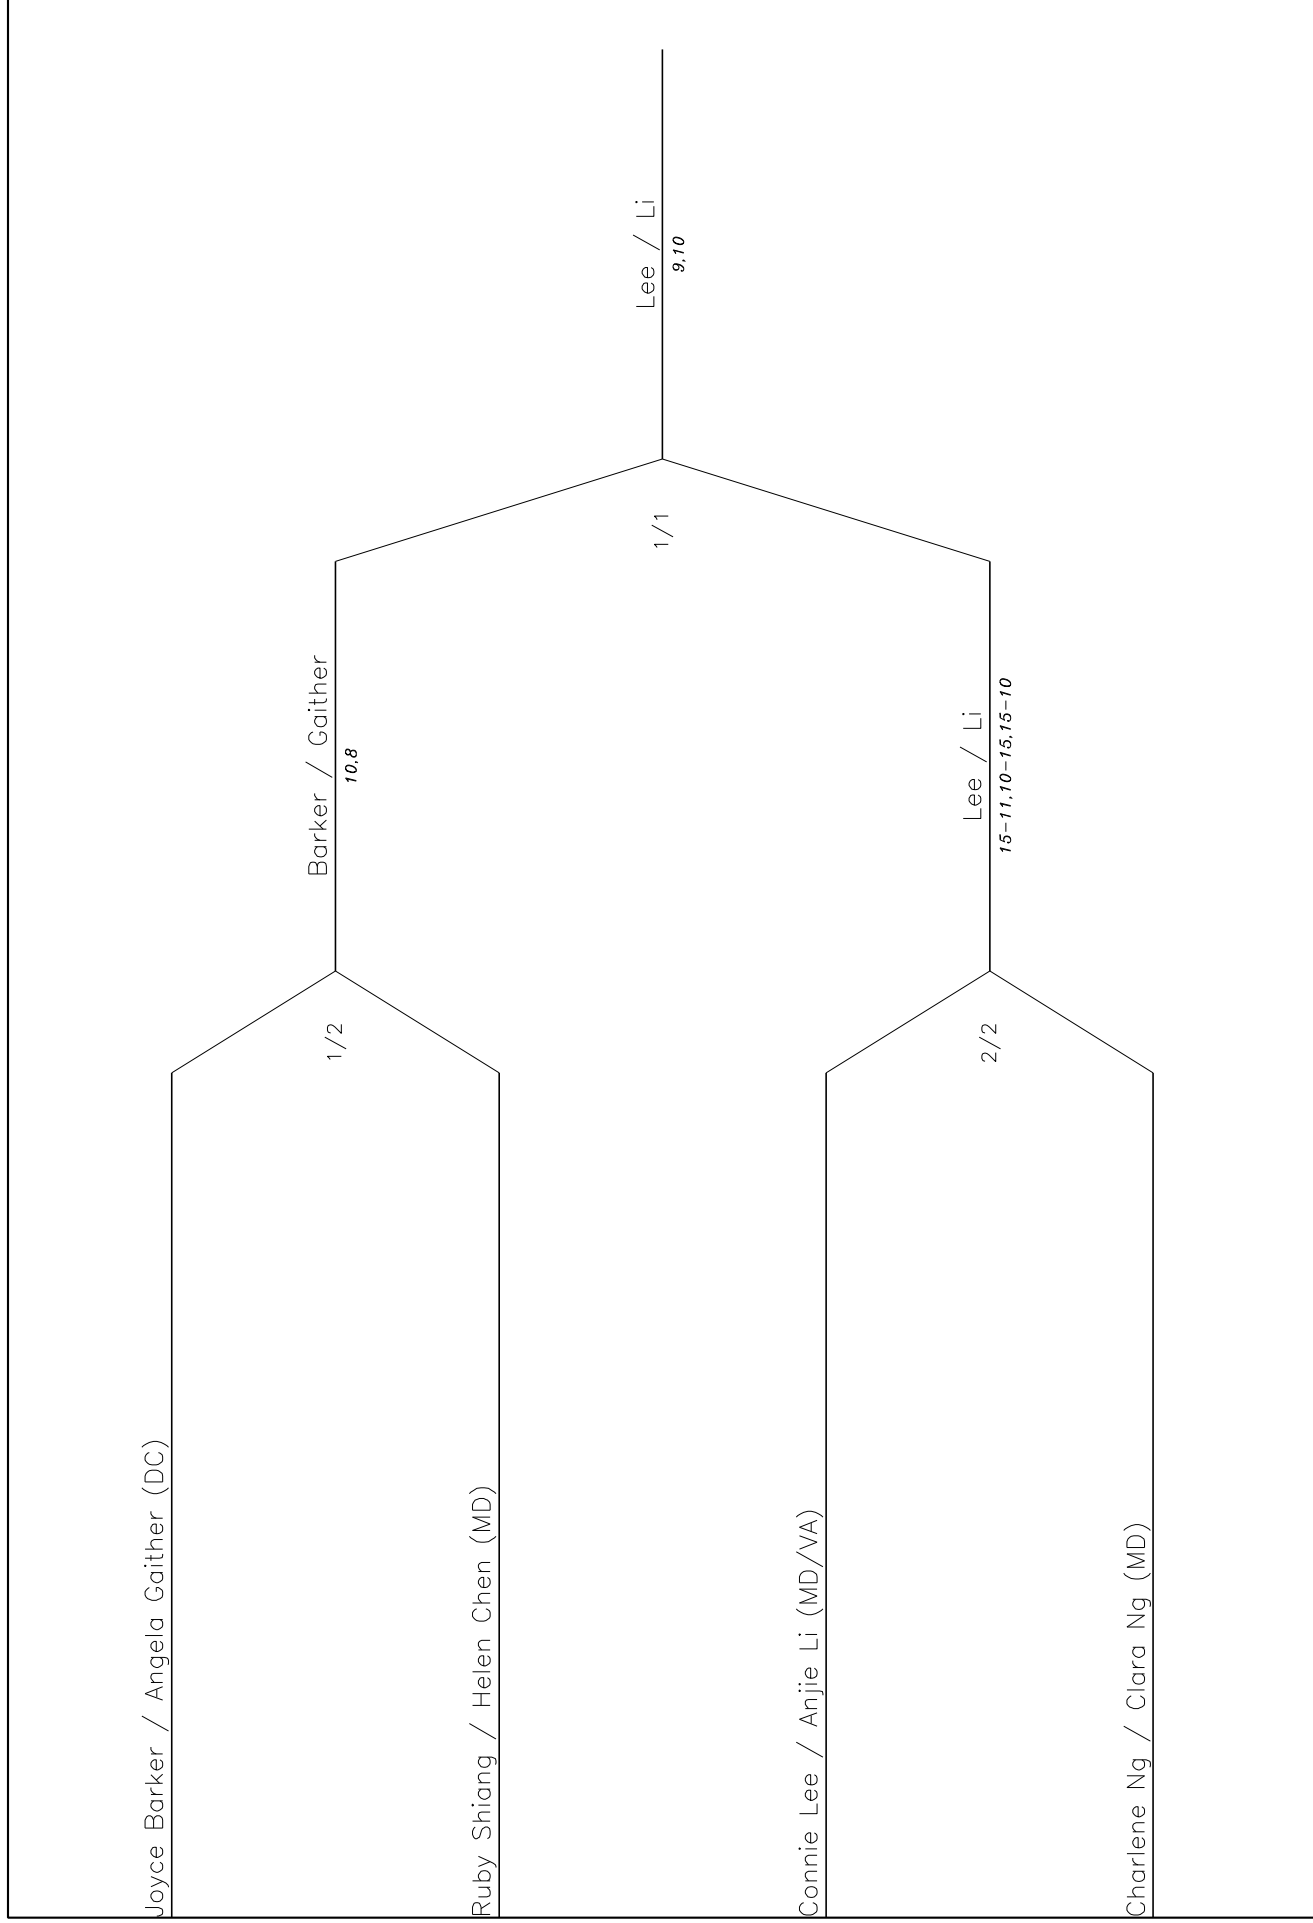 Joyce Barker / Angela Gaither (DC)
Barker / Gaither
10,8
1/2
Ruby Shiang / Helen Chen (MD)
Lee / Li
9,10
1/1
Connie Lee / Anjie Li (MD/VA)
Lee / Li
15-11,10-15,15-10
2/2
Charlene Ng / Clara Ng (MD)